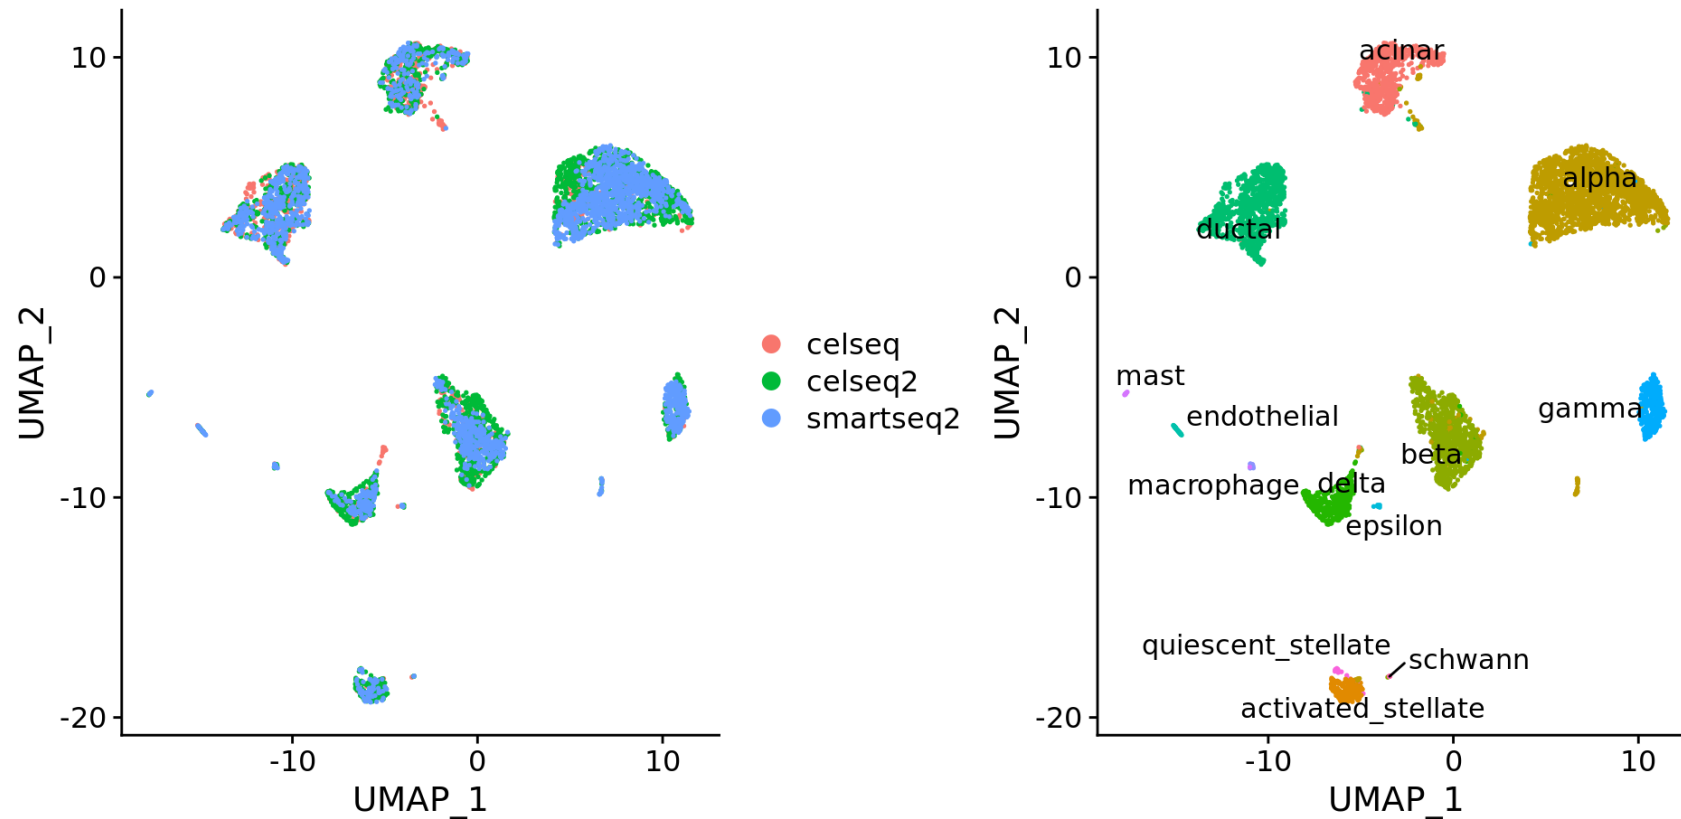 10
0
-10
-20
UMAP_2
-10
0
10
UMAP_1
celseq
celseq2
smartseq2
10
0
-10
-20
UMAP_2
acinar
alpha
ductal
mast
endothelial
gamma
beta
macrophage
delta
epsilon
quiescent_stellate
schwann
activated_stellate
-10
0
10
UMAP_1